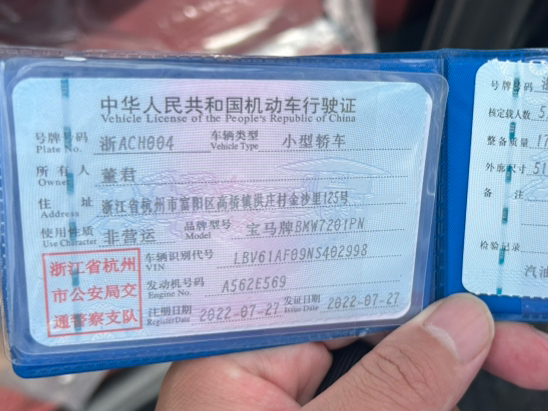 中华人民共和国机动车行驶证
Vehicle License of the People's Republic of China
号牌号码 浙ACH004 车辆类型 小型轿车
Plate No. Vehicle Type
所有人 董君
Owner
住址 浙江省杭州市富阳区高桥镇洪庄村金沙里125号
Address
使用性质 非营运 品牌型号 宝马牌BMW7201PN
Use Character Model
浙江省杭州
市公安局交
通警察支队
车辆识别代号 LBV61AF09NS402998
VIN
发动机号码 A562E569
Engine No.
注册日期 2022-07-27 发证日期 2022-07-27
Register Date Issue Date
号牌号码
核定载人数 5
整备质量 17
外廓尺寸 51
备注
检验记录
汽油